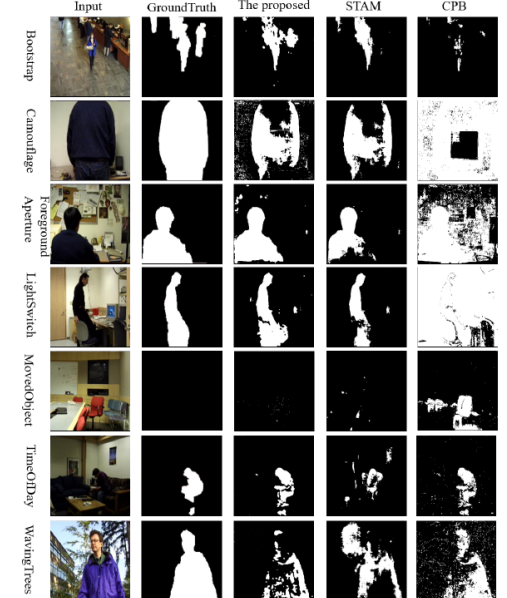 Input GroundTruth The proposed STAM CPB
Bootstrap
Camouflage
Foreground
Aperture
LightSwitch
MovedObject
TimeOfDay
WavingTrees